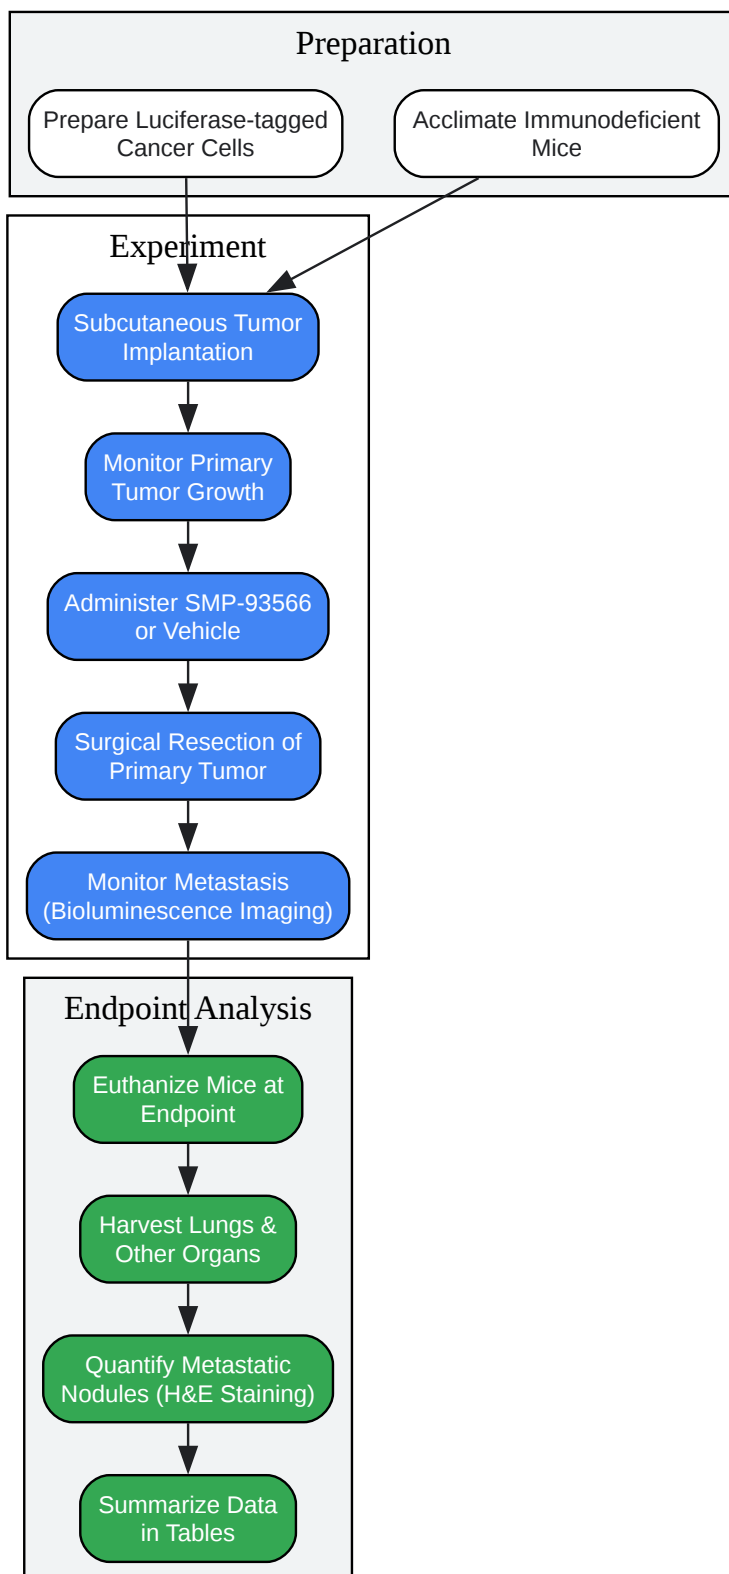 Preparation
Prepare Luciferase-tagged
Cancer Cells
Acclimate Immunodeficient
Mice
Experiment
Subcutaneous Tumor
Implantation
Monitor Primary
Tumor Growth
Administer SMP-93566
or Vehicle
Surgical Resection of
Primary Tumor
Monitor Metastasis
(Bioluminescence Imaging)
Endpoint Analysis
Euthanize Mice at
Endpoint
Harvest Lungs &
Other Organs
Quantify Metastatic
Nodules (H&E Staining)
Summarize Data
in Tables